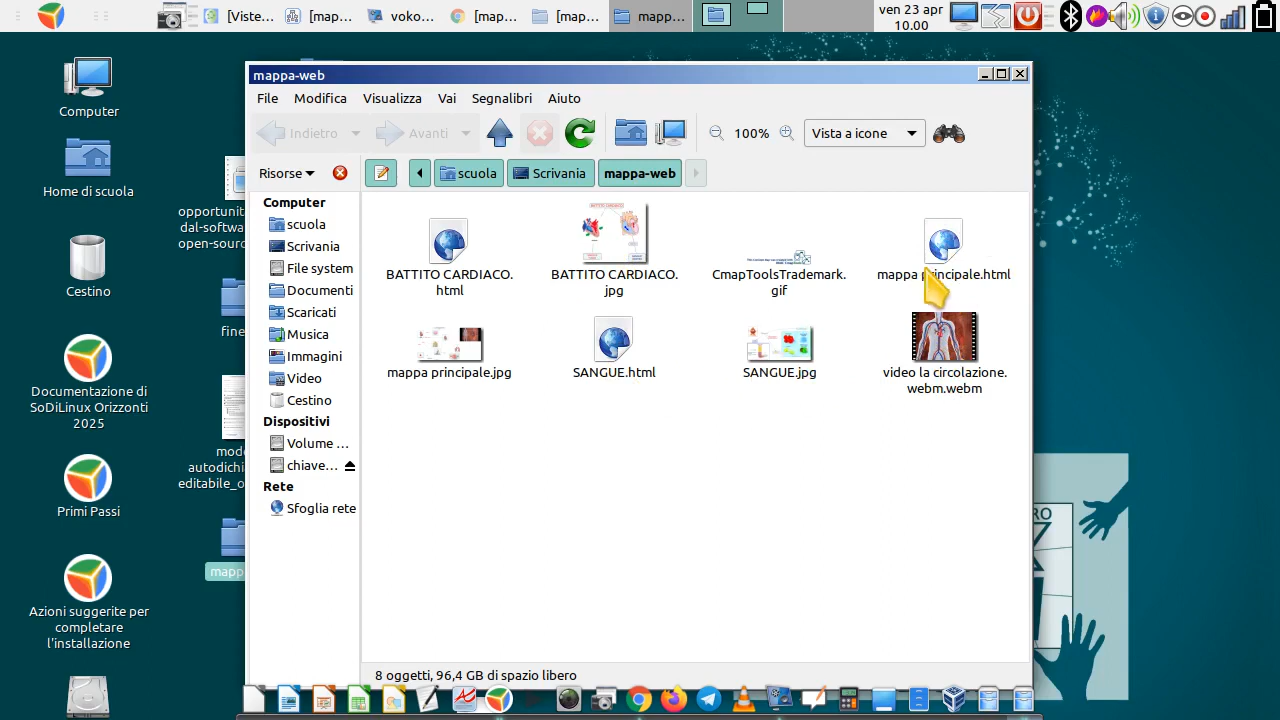 [Viste...
[map...
voko...
[map...
[map...
mapp...
ven 23 apr
10.00
mappa-web
File Modifica Visualizza Vai Segnalibri Aiuto
Indietro Avanti 100% Vista a icone
Risorse scuola Scrivania mappa-web
Computer
scuola
Scrivania
File system
Documenti
Scaricati
Musica
Immagini
Video
Cestino
Dispositivi
Volume ...
chiave...
Rete
Sfoglia rete
BATTITO CARDIACO.
html
BATTITO CARDIACO.
jpg
CmapToolsTrademark.
gif
mappa principale.html
mappa principale.jpg
SANGUE.html
SANGUE.jpg
video la circolazione.
webm.webm
8 oggetti, 96,4 GB di spazio libero
Computer
Home di scuola
Cestino
Documentazione di
SoDiLinux Orizzonti
2025
Primi Passi
Azioni suggerite per
completare
l'installazione
opportunit
dal-softwa
open-sourc
fine
mod
autodichi
editabile_o
mapp
RO